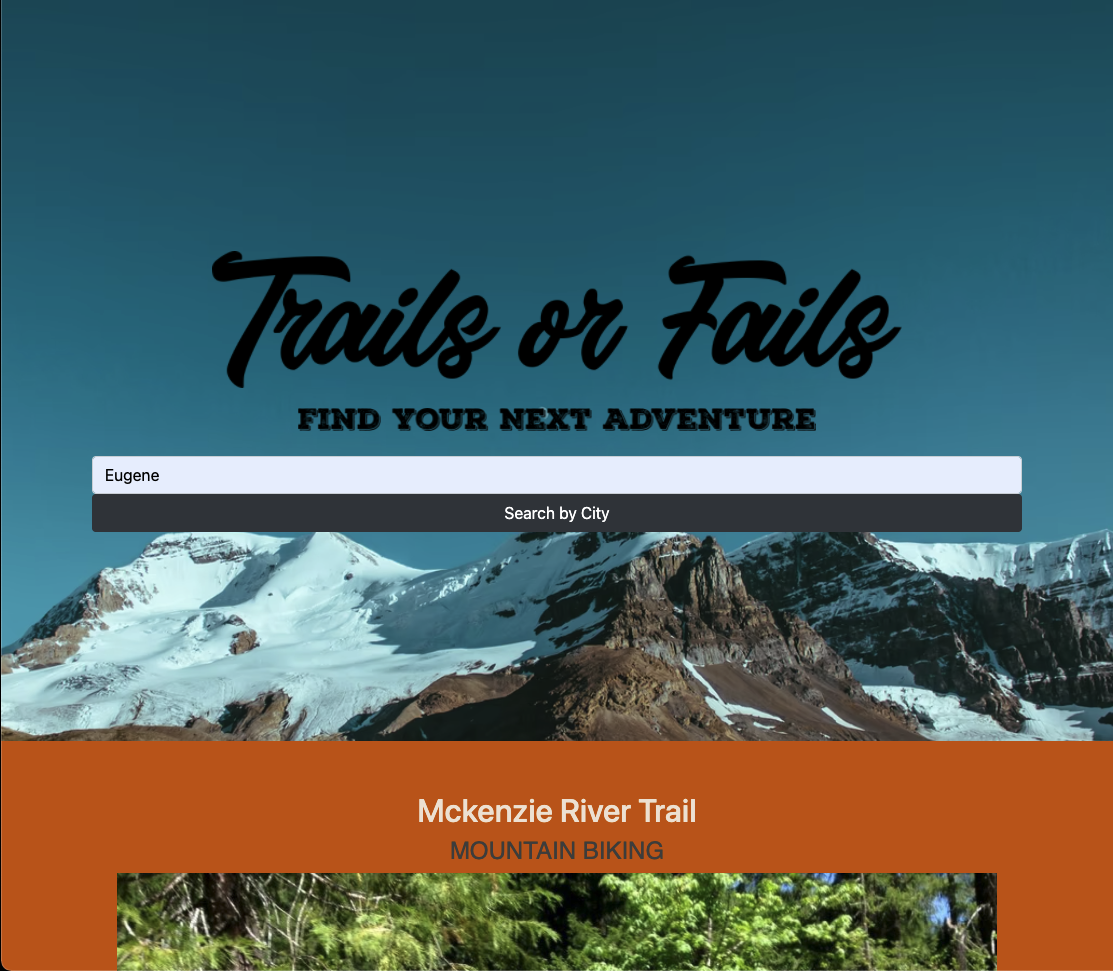 Trails or Fails
FIND YOUR NEXT ADVENTURE
Eugene
Search by City
Mckenzie River Trail
MOUNTAIN BIKING